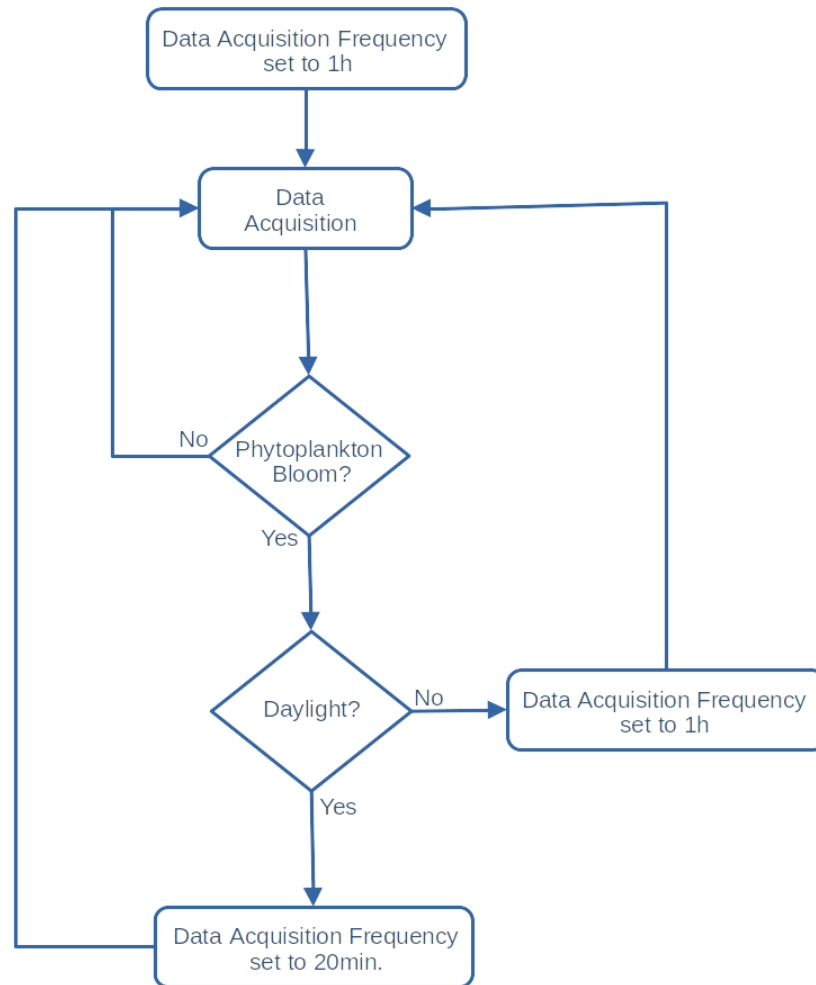 Data Acquisition Frequency
set to 1h
Data
Acquisition
No
Phytoplankton
Bloom?
Yes
Daylight?
No
Data Acquisition Frequency
set to 1h
Yes
Data Acquisition Frequency
set to 20min.